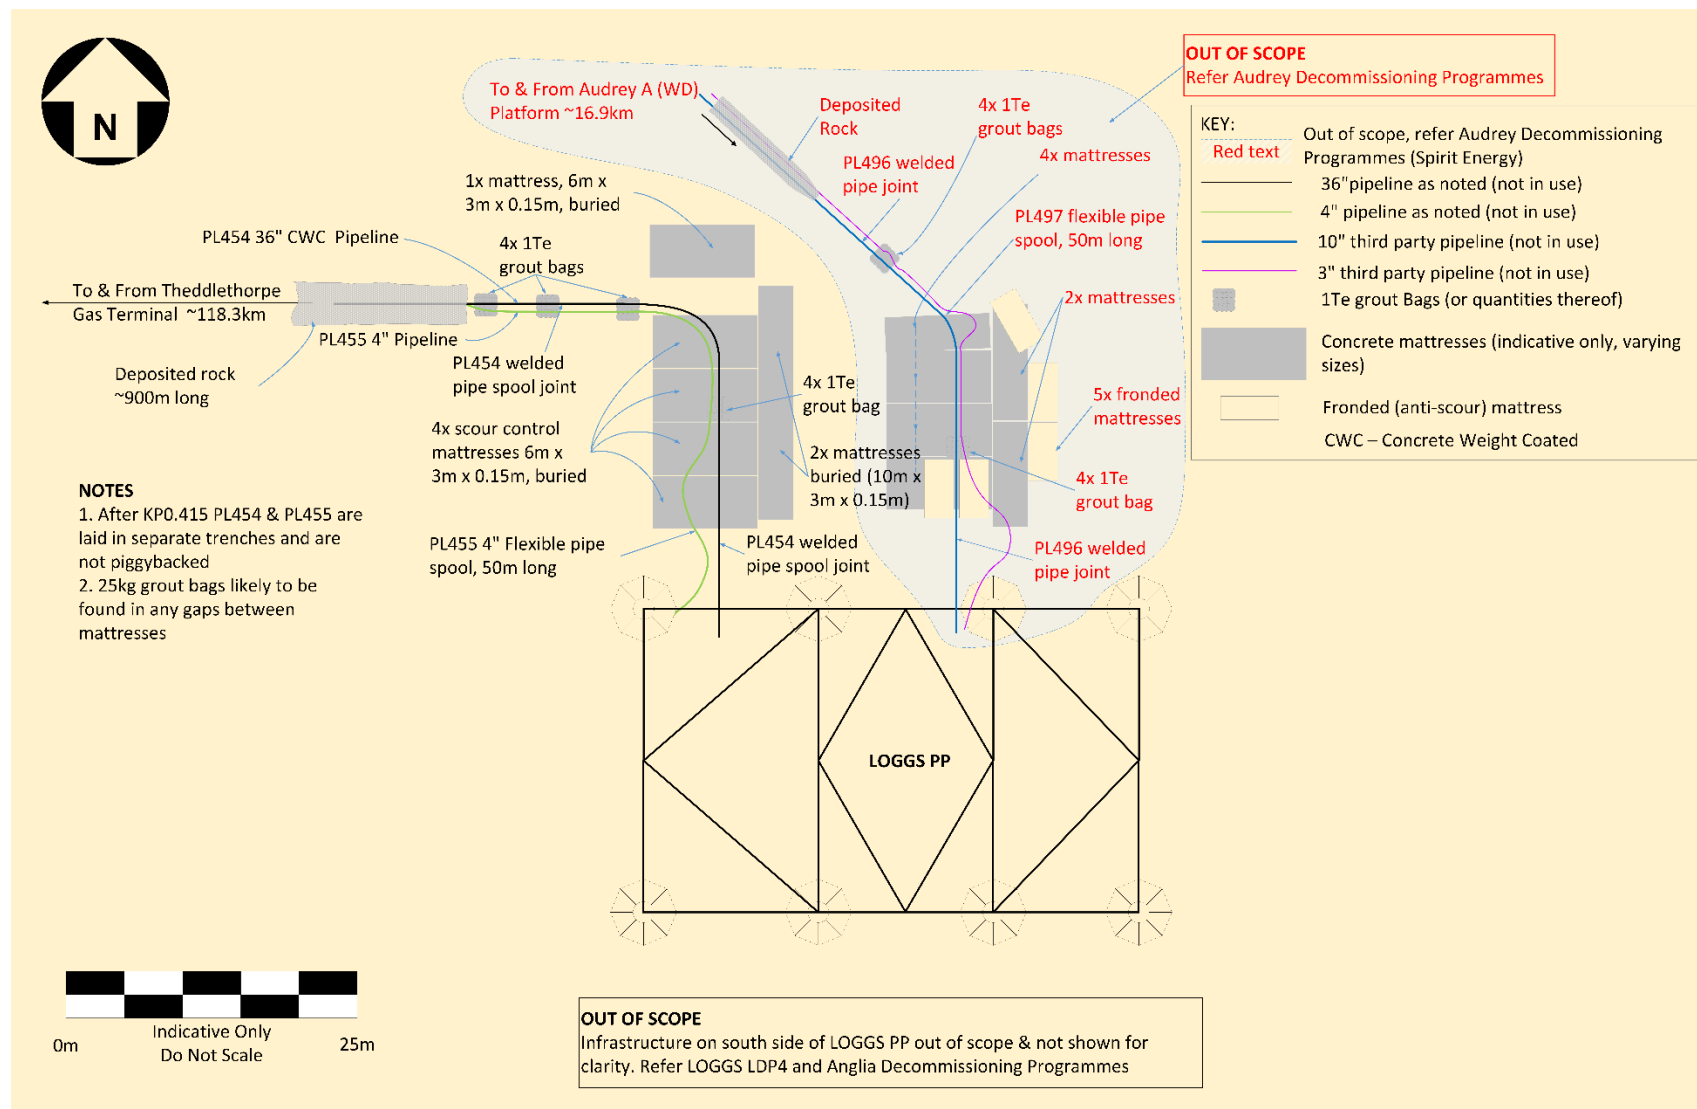 N
OUT OF SCOPE
Refer Audrey Decommissioning Programmes
KEY:
Red text
Out of scope, refer Audrey Decommissioning
Programmes (Spirit Energy)
36"pipeline as noted (not in use)
4" pipeline as noted (not in use)
10" third party pipeline (not in use)
3" third party pipeline (not in use)
1Te grout Bags (or quantities thereof)
Concrete mattresses (indicative only, varying
sizes)
Fronded (anti-scour) mattress
CWC – Concrete Weight Coated
To & From Audrey A (WD)
Platform ~16.9km
Deposited
Rock
4x 1Te
grout bags
PL496 welded
pipe joint
4x mattresses
PL497 flexible pipe
spool, 50m long
2x mattresses
5x fronded
mattresses
4x 1Te
grout bag
PL496 welded
pipe joint
1x mattress, 6m x
3m x 0.15m, buried
PL454 36" CWC  Pipeline
4x 1Te
grout bags
To & From Theddlethorpe
Gas Terminal  ~118.3km
PL455 4" Pipeline
Deposited rock
~900m long
PL454 welded
pipe spool joint
4x 1Te
grout bag
4x scour control
mattresses 6m x
3m x 0.15m, buried
2x mattresses
buried (10m x
3m x 0.15m)
PL455 4" Flexible pipe
spool, 50m long
PL454 welded
pipe spool joint
NOTES
1. After KP0.415 PL454 & PL455 are
laid in separate trenches and are
not piggybacked
2. 25kg grout bags likely to be
found in any gaps between
mattresses
LOGGS PP
Indicative Only
Do Not Scale
0m
25m
OUT OF SCOPE
Infrastructure on south side of LOGGS PP out of scope & not shown for
clarity. Refer LOGGS LDP4 and Anglia Decommissioning Programmes